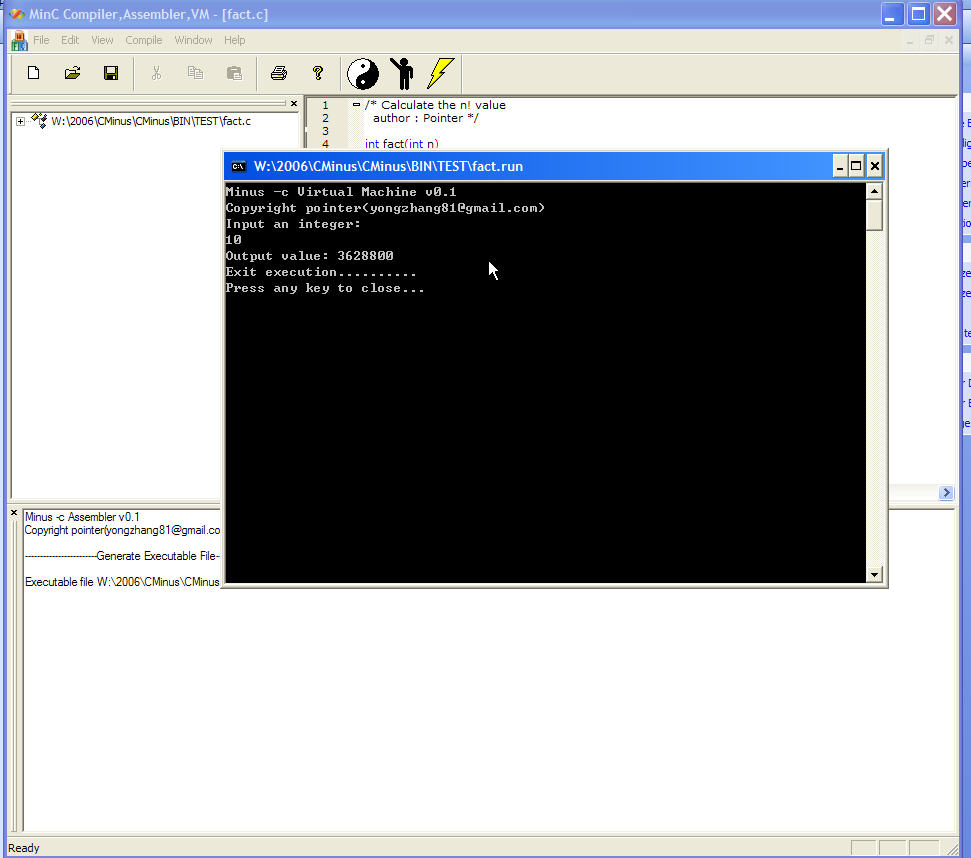 MinC Compiler,Assembler,VM - [fact.c]
File Edit View Compile Window Help
W:\2006\CMinus\CMinus\BIN\TEST\fact.c
1 /* Calculate the n! value
2 author : Pointer */
3
4 int fact(int n)
W:\2006\CMinus\CMinus\BIN\TEST\fact.run
Minus -c Virtual Machine v0.1
Copyright pointer(yongzhang81@gmail.com)
Input an integer:
10
Output value: 3628800
Exit execution..........
Press any key to close...
Minus -c Assembler v0.1
Copyright pointer(yongzhang81@gmail.co
------------------------Generate Executable File-
Executable file W:\2006\CMinus\CMinus
Ready